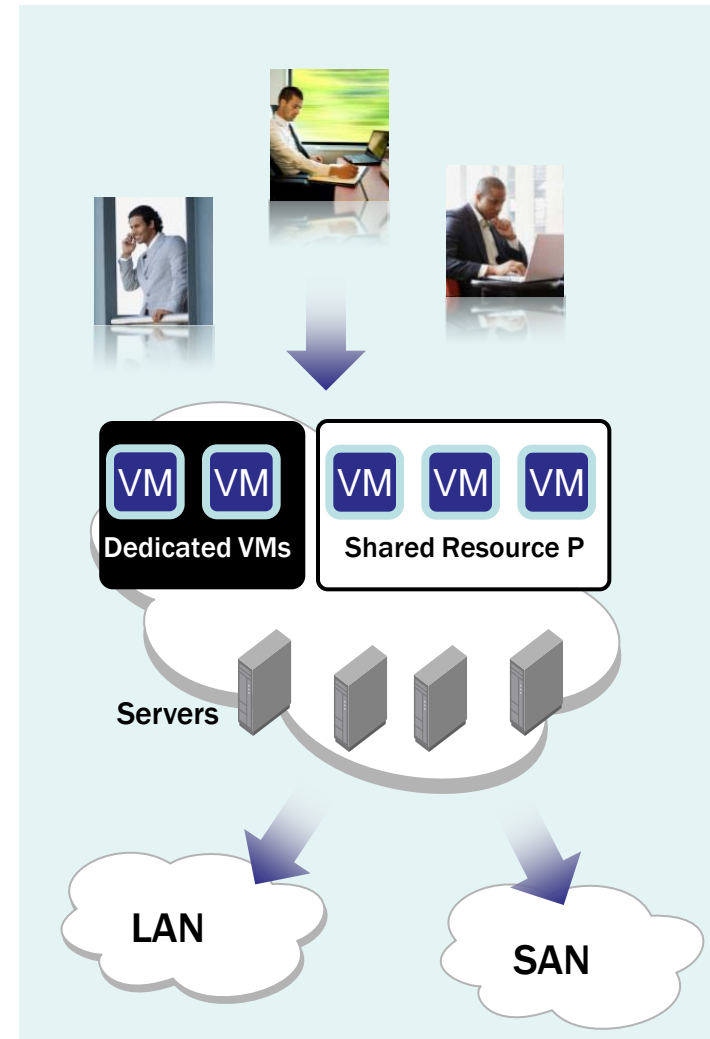 VM VM VM VM VM
Dedicated VMs Shared Resource P
Servers
LAN
SAN